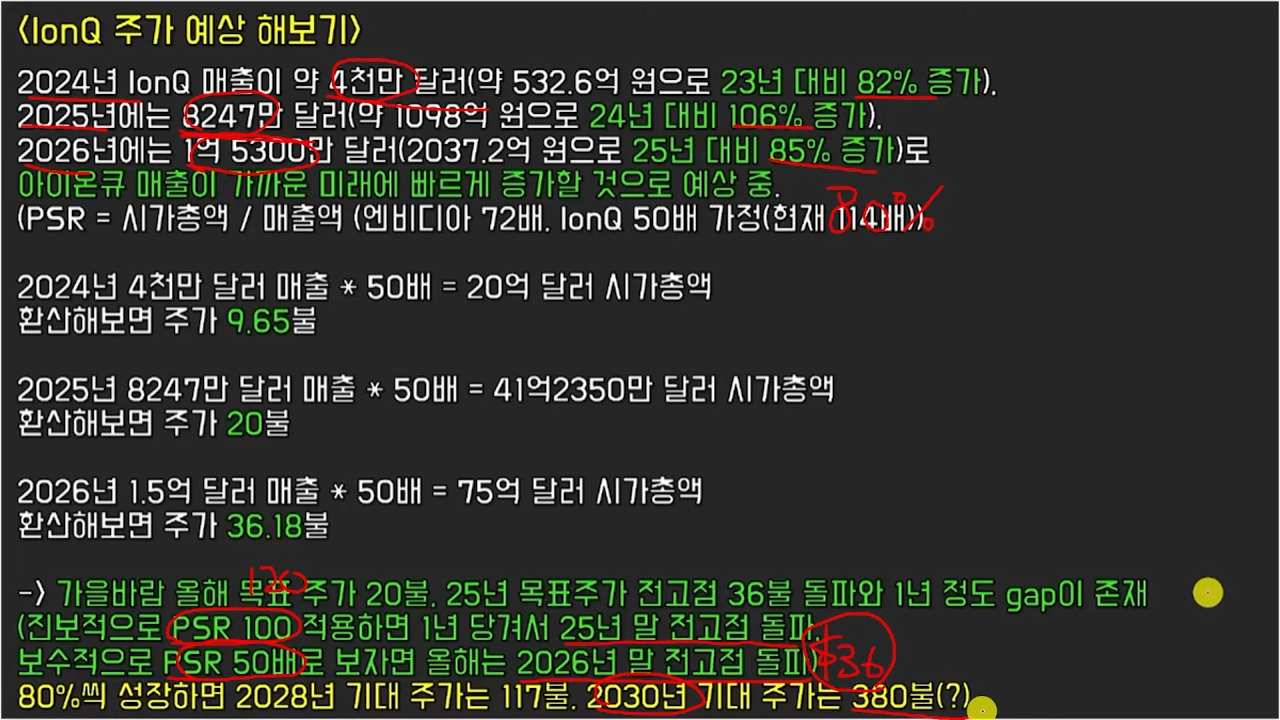 <IonQ 주가 예상 해보기>
2024년 IonQ 매출이 약 4천만 달러(약 532.6억 원으로 23년 대비 82% 증가).
2025년에는 8247만 달러(약 1098억 원으로 24년 대비 106% 증가).
2026년에는 1억 5300만 달러(2037.2억 원으로 25년 대비 85% 증가)로
아이온큐 매출이 가까운 미래에 빠르게 증가할 것으로 예상 중.
80%
(PSR = 시가총액 / 매출액 (엔비디아 72배. IonQ 50배 가정(현재 114배))
2024년 4천만 달러 매출 * 50배 = 20억 달러 시가총액
환산해보면 주가 9.65불
2025년 8247만 달러 매출 * 50배 = 41억2350만 달러 시가총액
환산해보면 주가 20불
2026년 1.5억 달러 매출 * 50배 = 75억 달러 시가총액
환산해보면 주가 36.18불
120
-> 가을바람 올해 목표 주가 20불. 25년 목표주가 전고점 36불 돌파와 1년 정도 gap이 존재
(진보적으로 PSR 100 적용하면 1년 당겨서 25년 말 전고점 돌파.
보수적으로 PSR 50배로 보자면 올해는 2026년 말 전고점 돌파)
$36
80%씩 성장하면 2028년 기대 주가는 117불. 2030년 기대 주가는 380불(?)